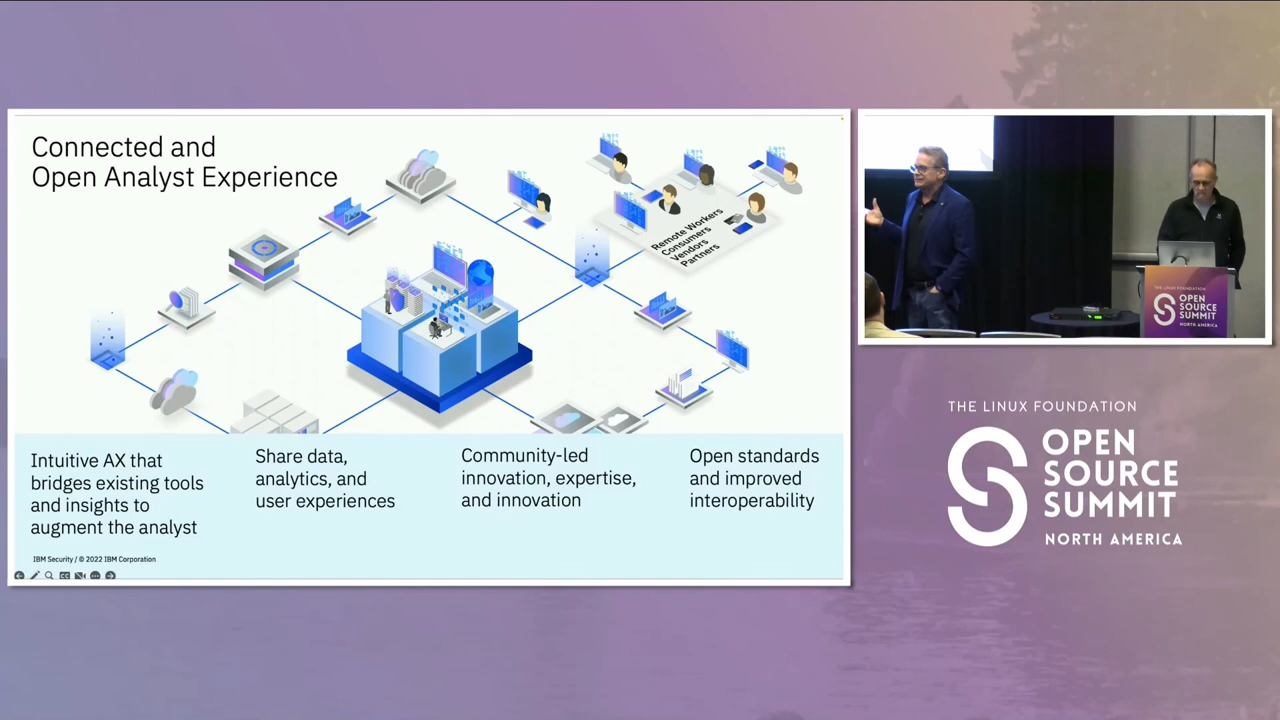 Connected and
Open Analyst Experience
Remote Workers
Consumers
Vendors
Partners
Intuitive AX that
bridges existing tools
and insights to
augment the analyst
Share data,
analytics, and
user experiences
Community-led
innovation, expertise,
and innovation
Open standards
and improved
interoperability
IBM Security / © 2022 IBM Corporation
THE LINUX FOUNDATION
OPEN
SOURCE
SUMMIT
NORTH AMERICA
THE LINUX FOUNDATION
OPEN
SOURCE
SUMMIT
NORTH AMERICA